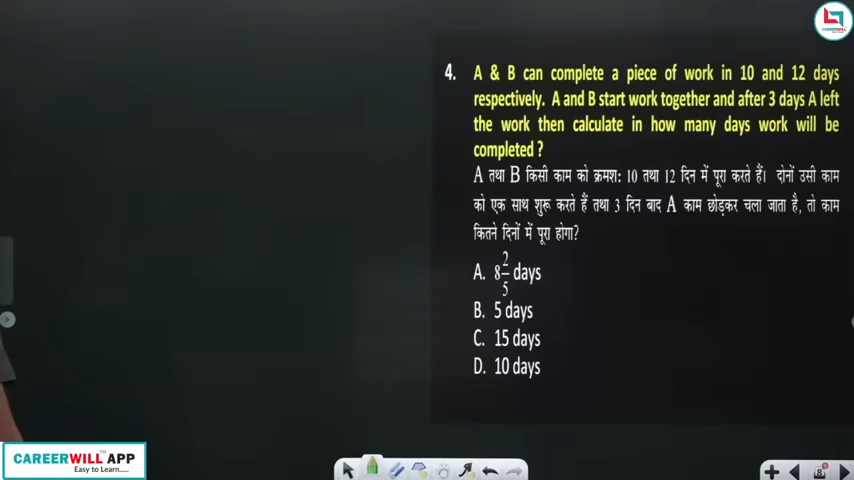 CAREERWILL
4. A & B can complete a piece of work in 10 and 12 days
respectively. A and B start work together and after 3 days A left
the work then calculate in how many days work will be
completed ?
A तथा B किसी काम को क्रमश: 10 तथा 12 दिन में पूरा करते हैं। दोनों उसी काम
को एक साथ शुरू करते हैं तथा 3 दिन बाद A काम छोड़कर चला जाता है, तो काम
कितने दिनों में पूरा होगा?
A. 8 2/5 days
B. 5 days
C. 15 days
D. 10 days
CAREERWILL APP
Easy to Learn.....
8